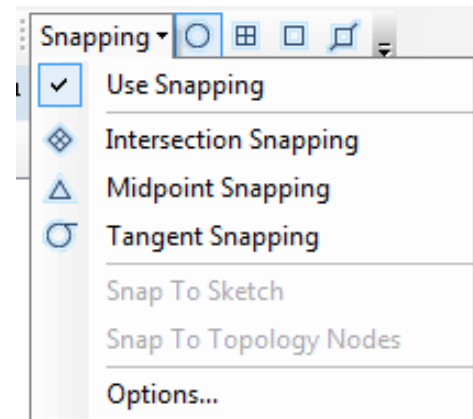 Snapping
Use Snapping
Intersection Snapping
Midpoint Snapping
Tangent Snapping
Snap To Sketch
Snap To Topology Nodes
Options...